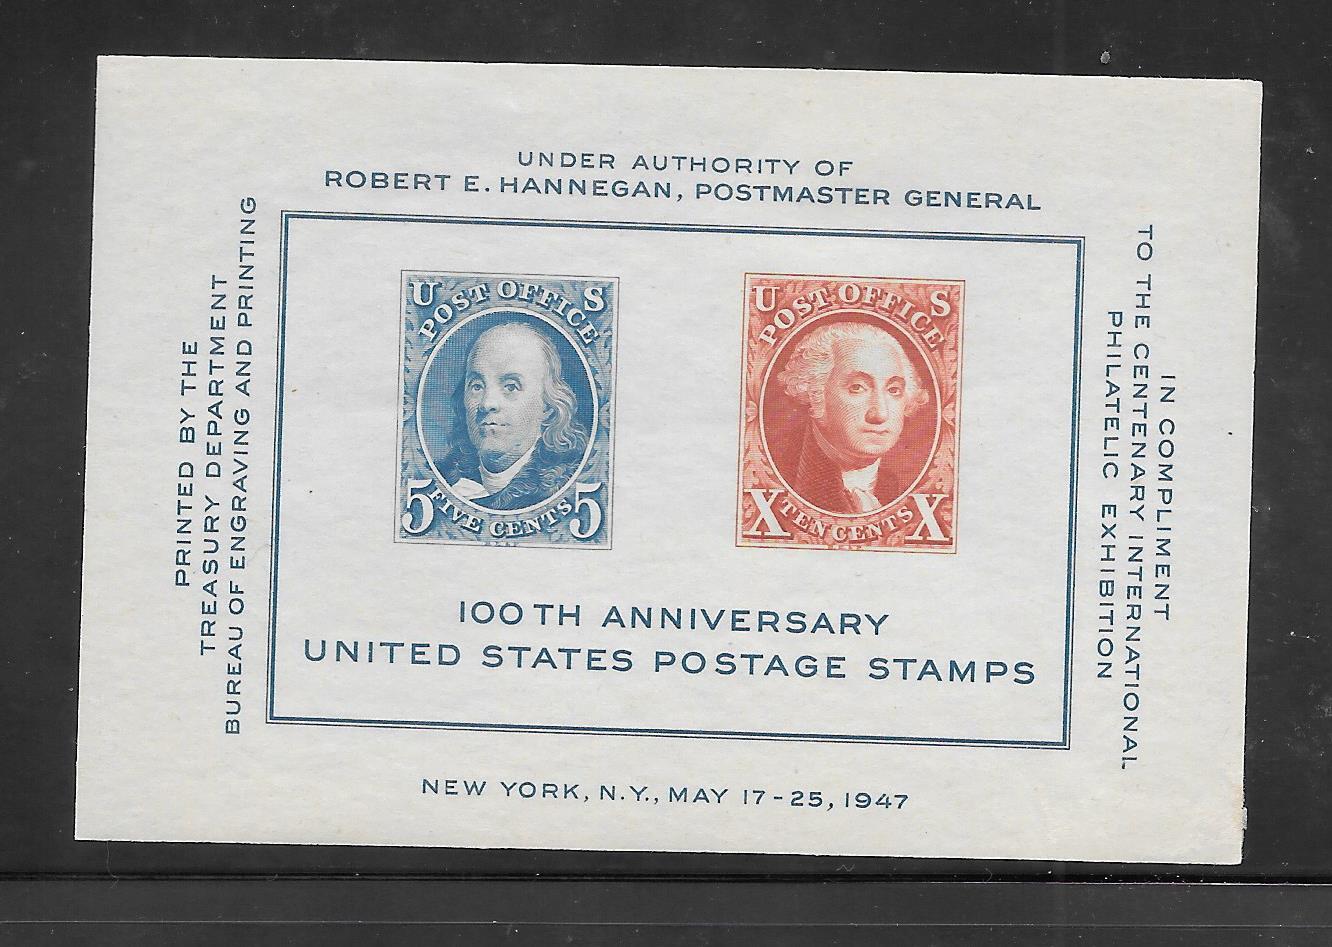 UNDER AUTHORITY OF
ROBERT E. HANNEGAN, POSTMASTER GENERAL
PRINTED BY THE
TREASURY DEPARTMENT
BUREAU OF ENGRAVING AND PRINTING
U S
POST OFFICE
5 FIVE CENTS 5
U S
POST OFFICE
X TEN CENTS X
100TH ANNIVERSARY
UNITED STATES POSTAGE STAMPS
IN COMPLIMENT
TO THE CENTENARY INTERNATIONAL
PHILATELIC EXHIBITION
NEW YORK, N.Y., MAY 17-25, 1947